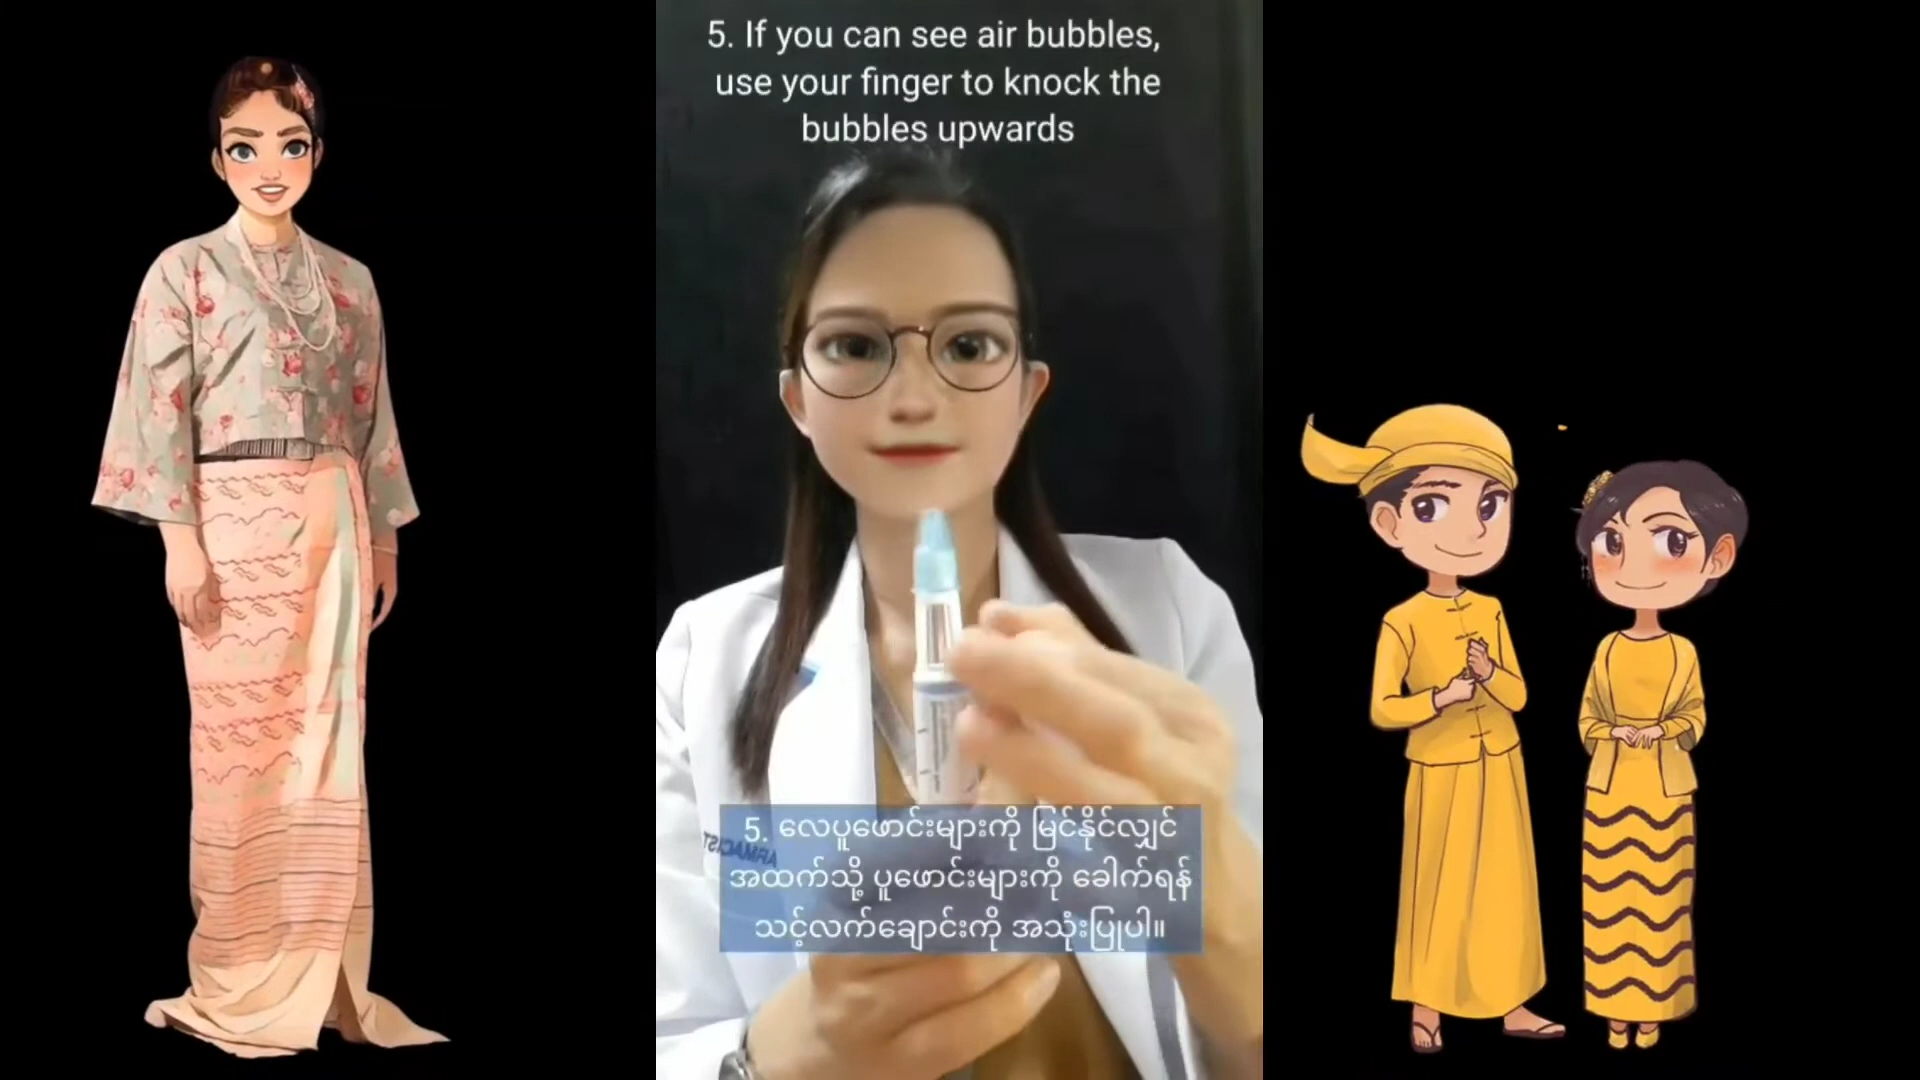 5. If you can see air bubbles,
use your finger to knock the
bubbles upwards
5. လေပူဖောင်းများကို မြင်နိုင်လျှင်
အထက်သို့ ပူဖောင်းများကို ခေါက်ရန်
သင့်လက်ချောင်းကို အသုံးပြုပါ။